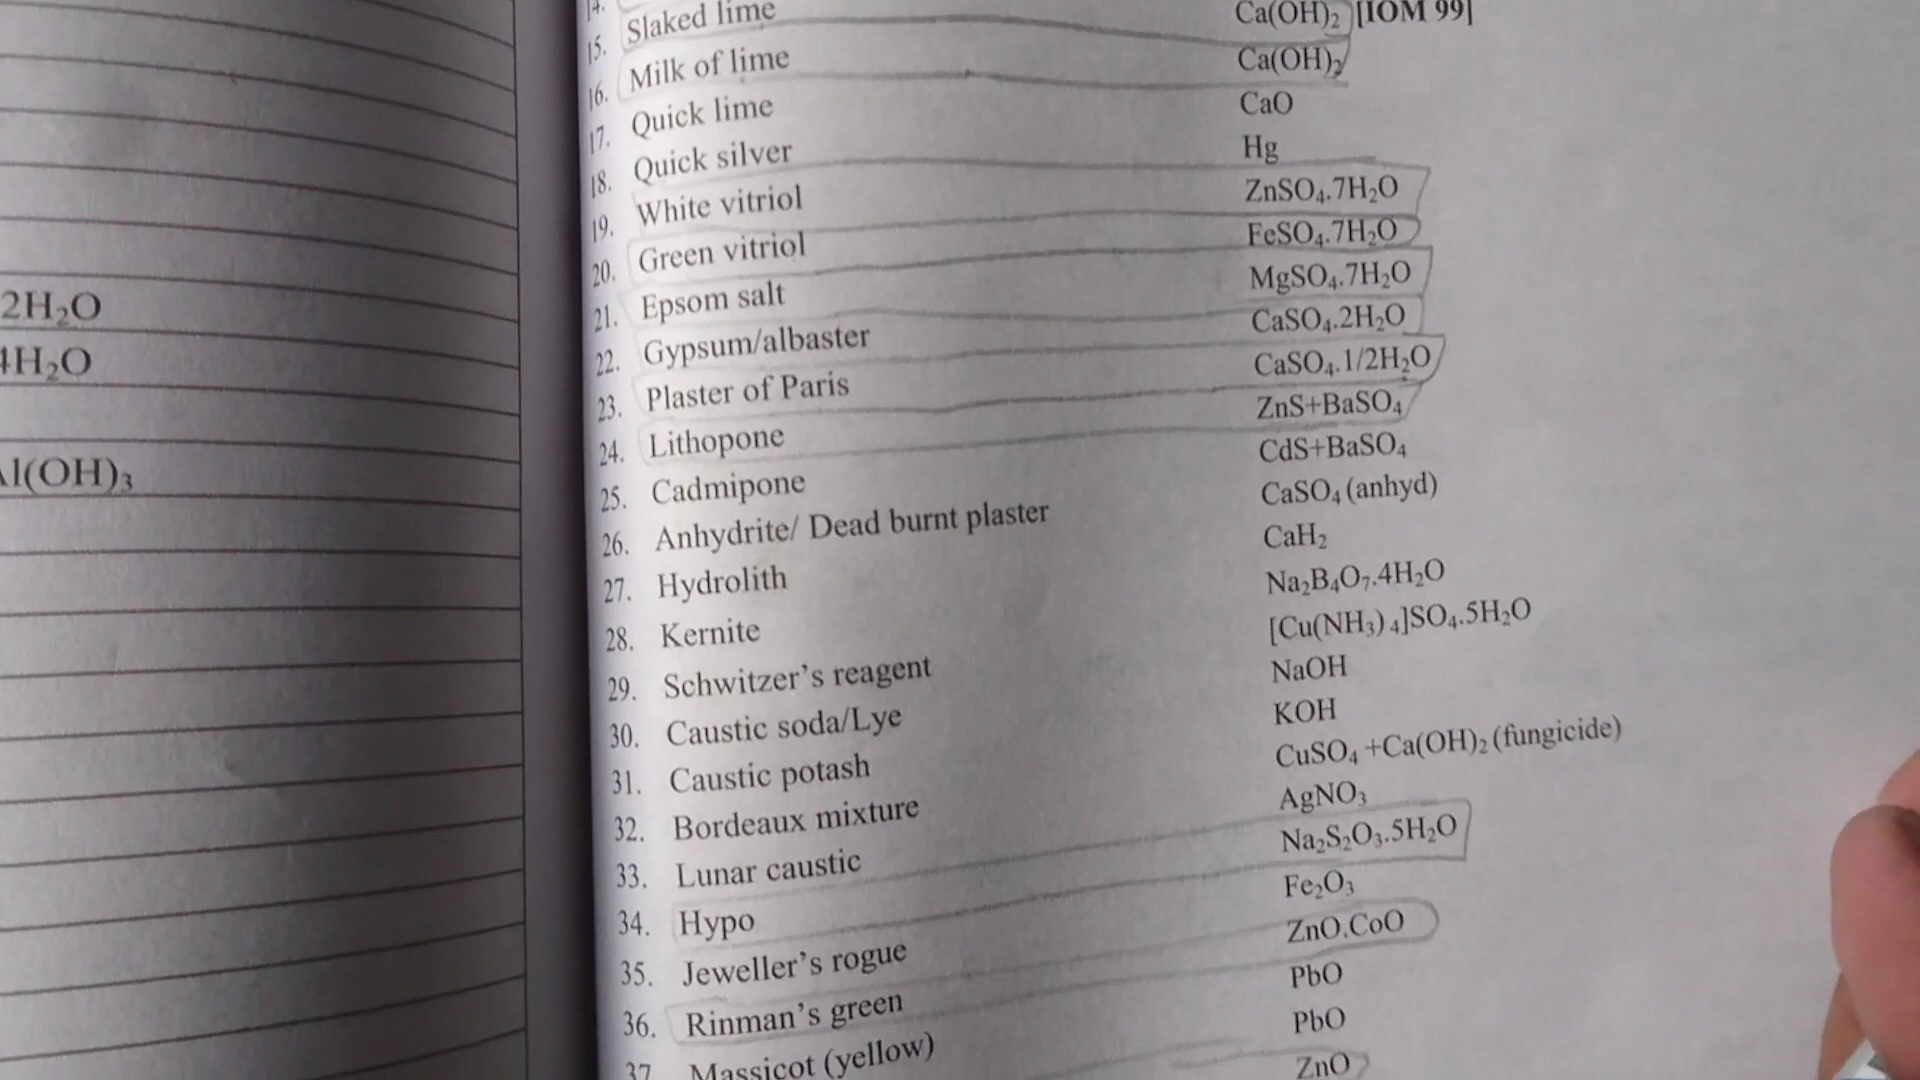 2H₂O
4H₂O
Al(OH)₃
14.
15. Slaked lime Ca(OH)₂ [IOM 99]
16. Milk of lime Ca(OH)₂
17. Quick lime CaO
18. Quick silver Hg
19. White vitriol ZnSO₄.7H₂O
20. Green vitriol FeSO₄.7H₂O
21. Epsom salt MgSO₄.7H₂O
22. Gypsum/albaster CaSO₄.2H₂O
23. Plaster of Paris CaSO₄.1/2H₂O
24. Lithopone ZnS+BaSO₄
25. Cadmipone CdS+BaSO₄
26. Anhydrite/ Dead burnt plaster CaSO₄ (anhyd)
27. Hydrolith CaH₂
28. Kernite Na₂B₄O₇.4H₂O
29. Schwitzer's reagent [Cu(NH₃)₄]SO₄.5H₂O
30. Caustic soda/Lye NaOH
31. Caustic potash KOH
32. Bordeaux mixture CuSO₄ +Ca(OH)₂ (fungicide)
33. Lunar caustic AgNO₃
34. Hypo Na₂S₂O₃.5H₂O
35. Jeweller's rogue Fe₂O₃
36. Rinman's green ZnO.CoO
37 Massicot (yellow) PbO
PbO
ZnO